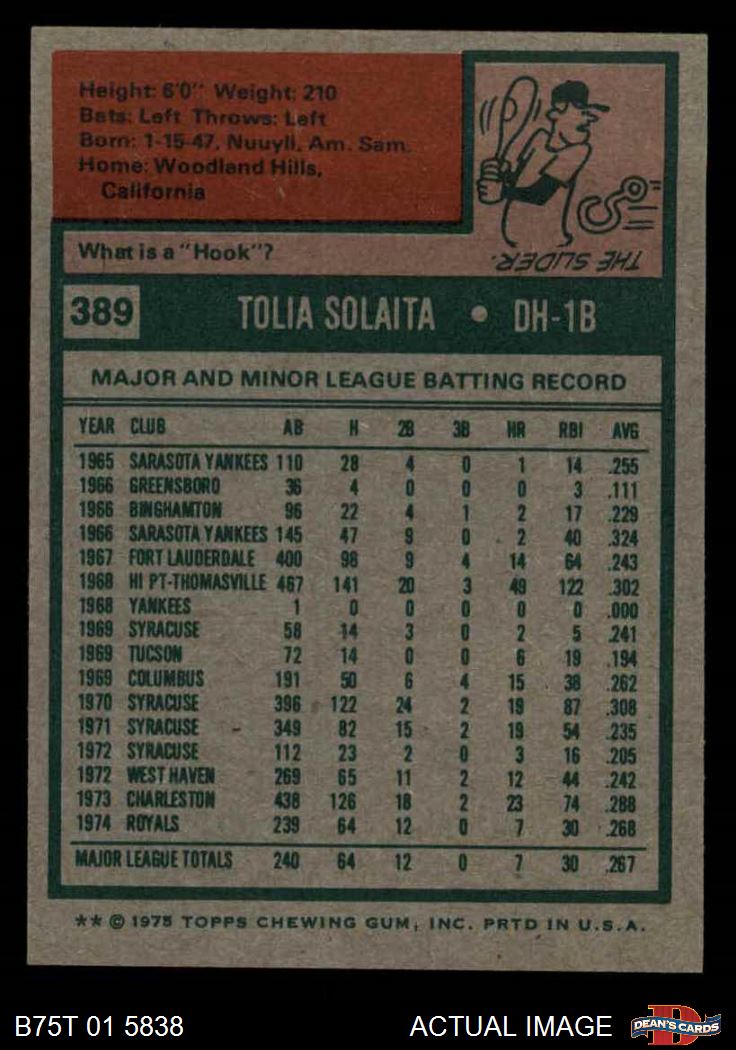 Height: 6'0" Weight: 210
Bats: Left Throws: Left
Born: 1-15-47, Nuuyli, Am. Sam.
Home: Woodland Hills,
California
What is a "Hook"?
THE SLIDER.
389 TOLIA SOLAITA • DH-1B
MAJOR AND MINOR LEAGUE BATTING RECORD
YEAR CLUB AB H 2B 3B HR RBI AVG
1965 SARASOTA YANKEES 110 28 4 0 1 14 .255
1966 GREENSBORO 36 4 0 0 0 3 .111
1966 BINGHAMTON 96 22 4 1 2 17 .229
1966 SARASOTA YANKEES 145 47 9 0 2 40 .324
1967 FORT LAUDERDALE 400 98 9 4 14 64 .243
1968 HI PT-THOMASVILLE 467 141 20 3 49 122 .302
1968 YANKEES 1 0 0 0 0 0 .000
1969 SYRACUSE 58 14 3 0 2 5 .241
1969 TUCSON 72 14 0 0 6 19 .194
1969 COLUMBUS 191 50 6 4 15 38 .262
1970 SYRACUSE 396 122 24 2 19 87 .308
1971 SYRACUSE 349 82 15 2 19 54 .235
1972 SYRACUSE 112 23 2 0 3 16 .205
1972 WEST HAVEN 269 65 11 2 12 44 .242
1973 CHARLESTON 438 126 18 2 23 74 .288
1974 ROYALS 239 64 12 0 7 30 .268
MAJOR LEAGUE TOTALS 240 64 12 0 7 30 .267
** © 1975 TOPPS CHEWING GUM, INC. PRTD IN U.S.A.
B75T 01 5838 ACTUAL IMAGE D DEAN'S CARDS